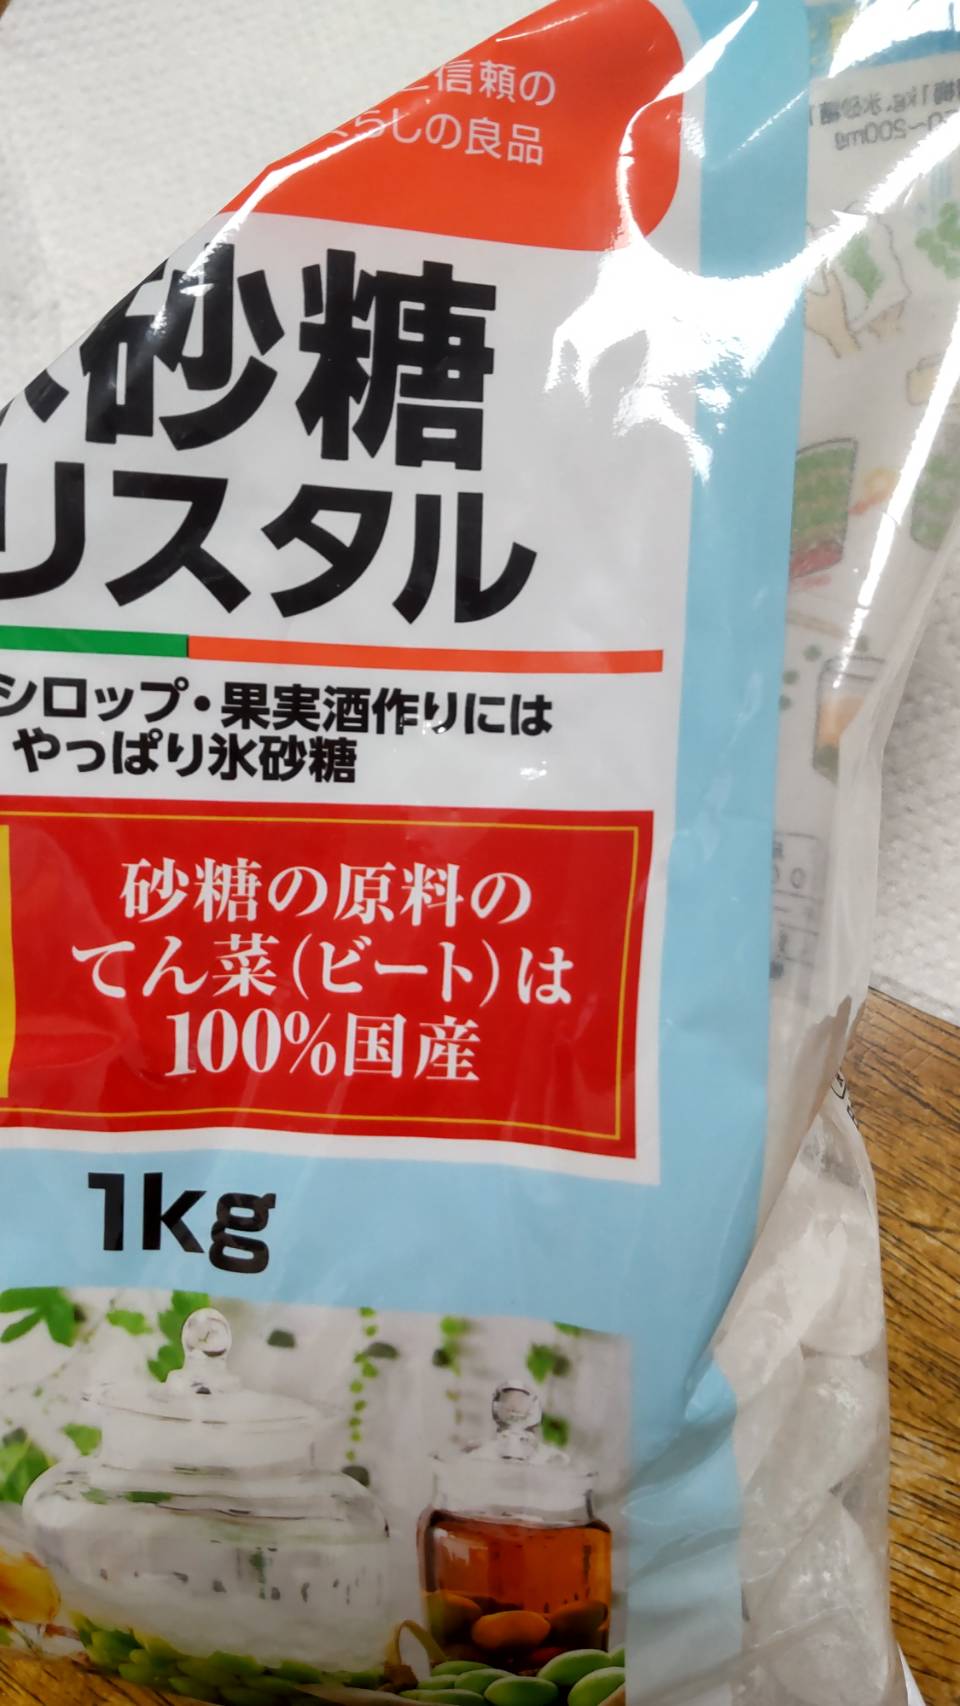 信頼の
らしの良品
砂糖
リスタル
シロップ・果実酒作りには
やっぱり氷砂糖
砂糖の原料の
てん菜(ビート)は
100%国産
1kg